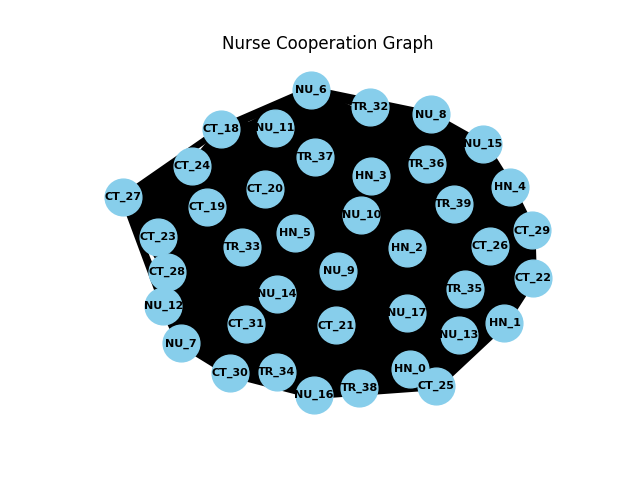 Nurse Cooperation Graph
NU_6
TR_32
NU_8
CT_18
NU_11
NU_15
TR_37
TR_36
CT_24
HN_3
HN_4
CT_20
CT_27
CT_19
TR_39
NU_10
CT_29
HN_5
CT_23
TR_33
HN_2
CT_26
NU_9
CT_28
CT_22
TR_35
NU_14
NU_12
NU_17
HN_1
CT_31
CT_21
NU_13
NU_7
HN_0
CT_30
TR_34
CT_25
TR_38
NU_16